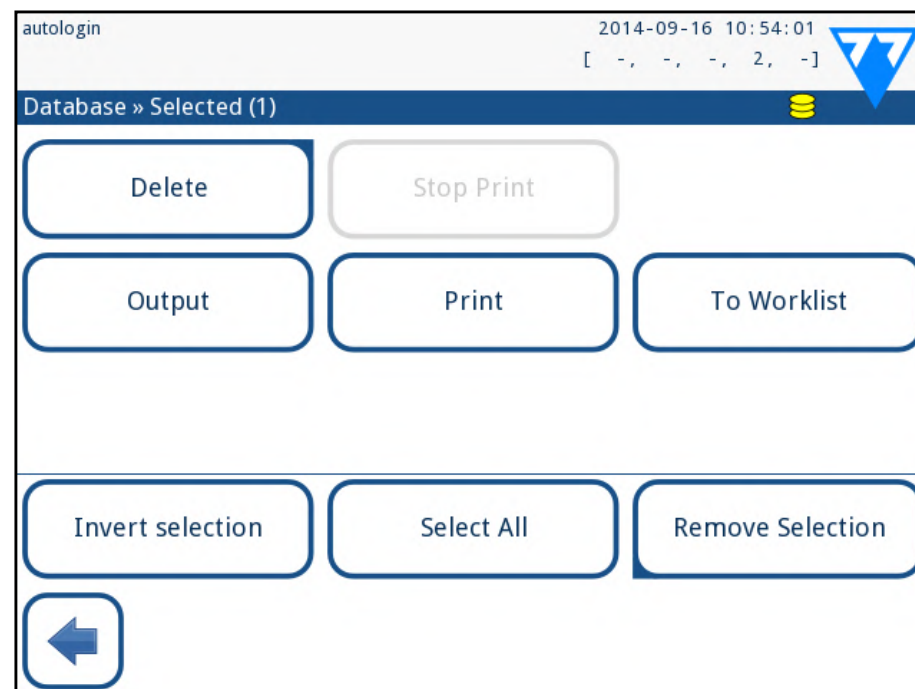 autologin
2014-09-16 10:54:01
[ -, -, -, 2, -]
Database » Selected (1)
Delete
Stop Print
Output
Print
To Worklist
Invert selection
Select All
Remove Selection